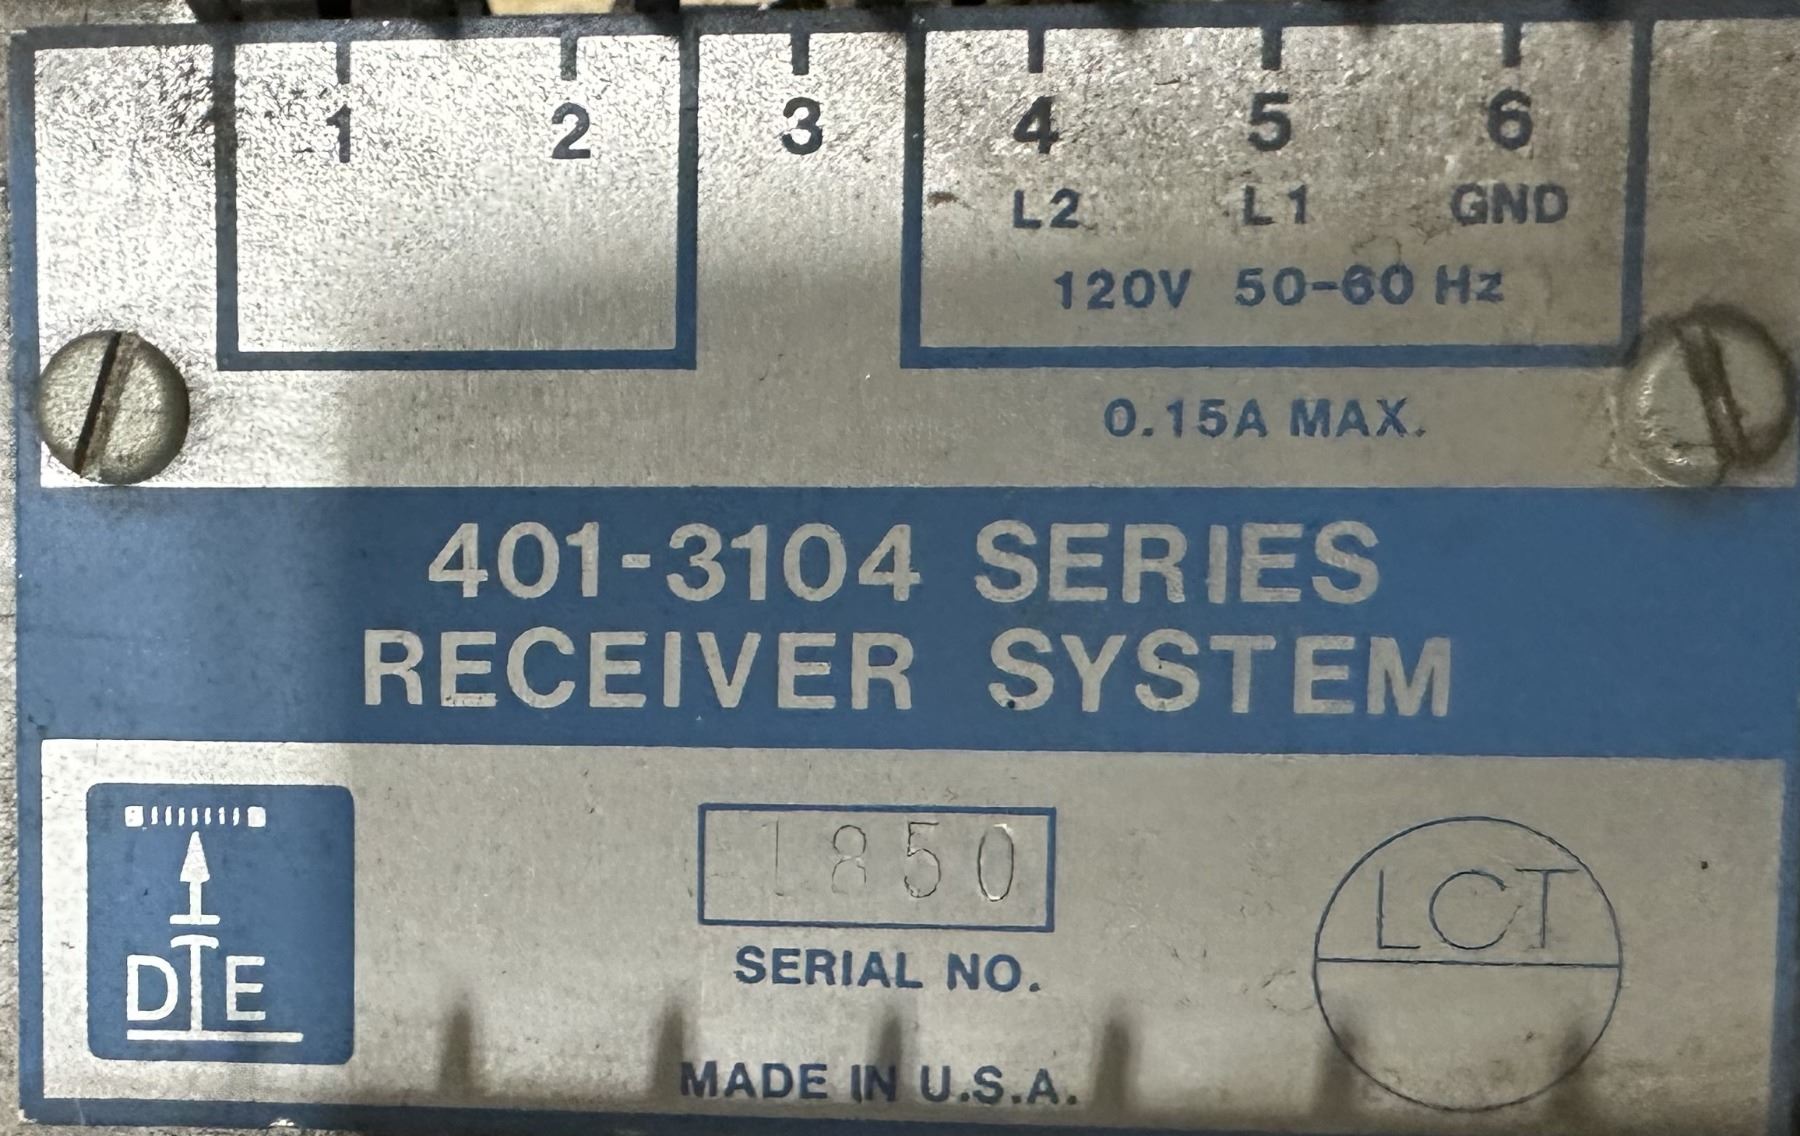 1 2 3 4 5 6
L2 L1 GND
120V 50-60 Hz
0.15A MAX.
401-3104 SERIES
RECEIVER SYSTEM
DTE
1850
LCT
SERIAL NO.
MADE IN U.S.A.